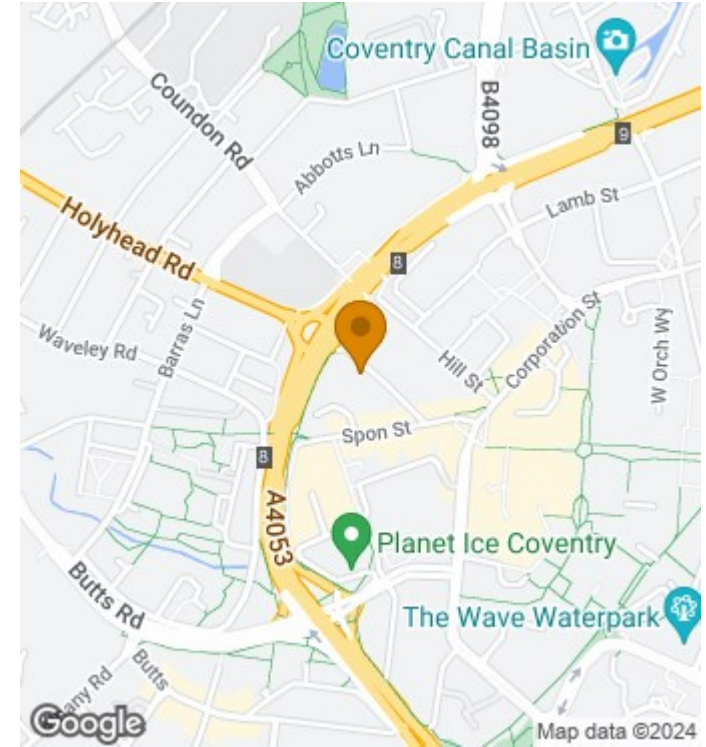 Coventry Canal Basin
Coundon Rd
B4098
9
Abbotts Ln
Lamb St
Holyhead Rd
8
Barras Ln
Waveley Rd
Corporation St
W Orch Wy
Hill St
Spon St
8
A4053
Planet Ice Coventry
Butts Rd
The Wave Waterpark
any Rd
Butts
Google
Map data ©2024